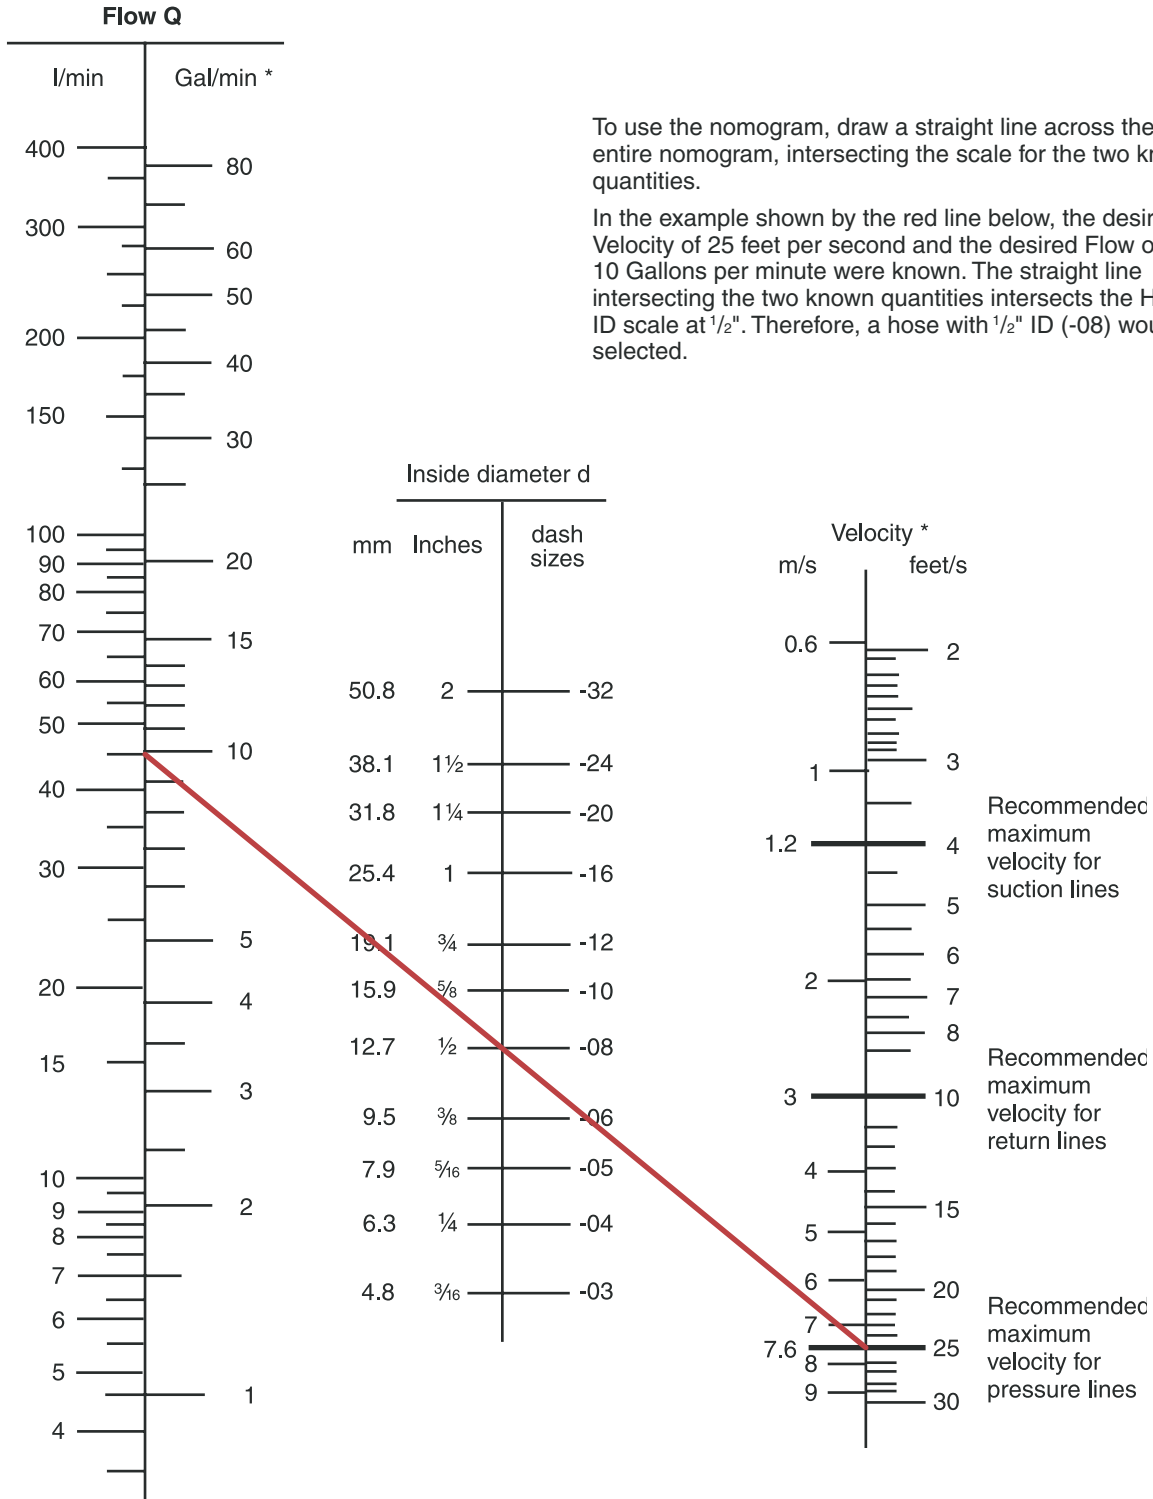 Flow Q
l/min
Gal/min *
400
300
200
150
100
90
80
70
60
50
40
30
20
15
10
9
8
7
6
5
4
80
60
50
40
30
20
15
10
5
4
3
2
1
To use the nomogram, draw a straight line across the
entire nomogram, intersecting the scale for the two kn
quantities.
In the example shown by the red line below, the desir
Velocity of 25 feet per second and the desired Flow o
10 Gallons per minute were known. The straight line
intersecting the two known quantities intersects the H
ID scale at 1/2". Therefore, a hose with 1/2" ID (-08) wou
selected.
Inside diameter d
mm Inches dash
sizes
50.8 2 -32
38.1 1½ -24
31.8 1¼ -20
25.4 1 -16
19.1 ¾ -12
15.9 ⅝ -10
12.7 ½ -08
9.5 ⅜ -06
7.9 5/16 -05
6.3 ¼ -04
4.8 3/16 -03
Velocity *
m/s feet/s
0.6
1
1.2
2
3
4
5
6
7
7.6
8
9
2
3
4
5
6
7
8
10
15
20
25
30
Recommended
maximum
velocity for
suction lines
Recommended
maximum
velocity for
return lines
Recommended
maximum
velocity for
pressure lines